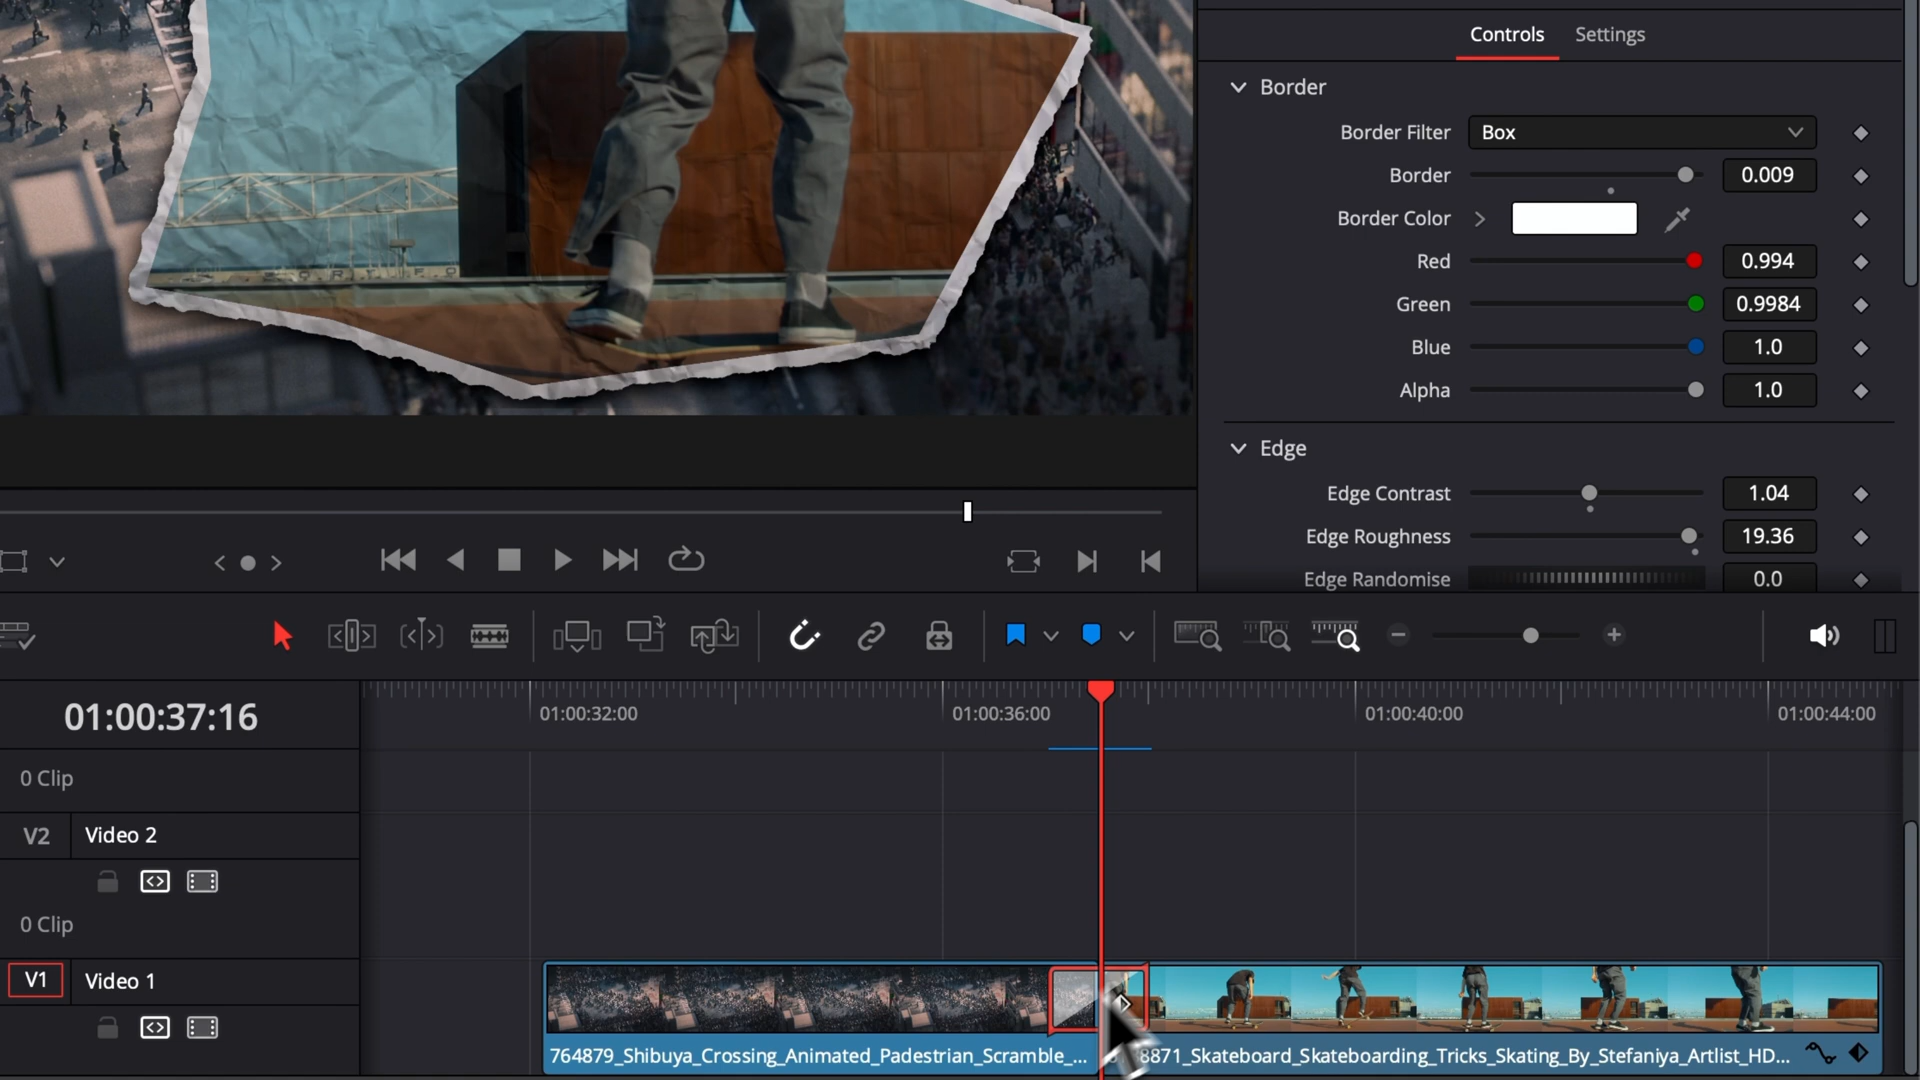 Controls Settings
Border
Border Filter Box
Border 0.009
Border Color
Red 0.994
Green 0.9984
Blue 1.0
Alpha 1.0
Edge
Edge Contrast 1.04
Edge Roughness 19.36
Edge Randomise 0.0
01:00:37:16
01:00:32:00 01:00:36:00 01:00:40:00 01:00:44:00
0 Clip
V2 Video 2
0 Clip
V1 Video 1
764879_Shibuya_Crossing_Animated_Padestrian_Scramble_... 8871_Skateboard_Skateboarding_Tricks_Skating_By_Stefaniya_Artlist_HD...